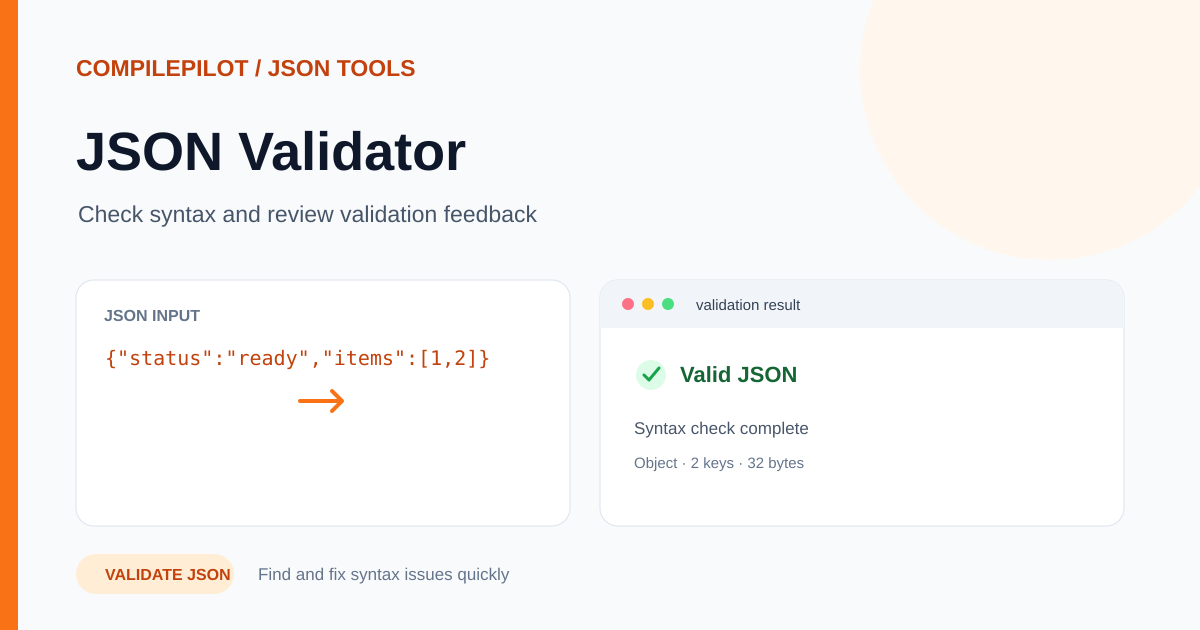 COMPILEPILOT / JSON TOOLS
JSON Validator
Check syntax and review validation feedback
JSON INPUT
{"status":"ready","items":[1,2]}
validation result
Valid JSON
Syntax check complete
Object · 2 keys · 32 bytes
VALIDATE JSON
Find and fix syntax issues quickly